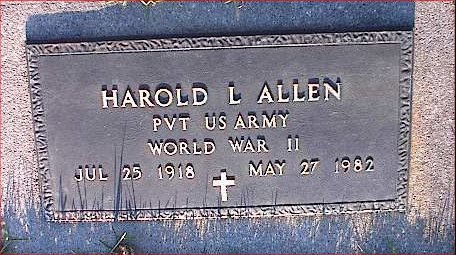 HAROLD L ALLEN
PVT US ARMY
WORLD WAR II
JUL 25 1918 MAY 27 1982